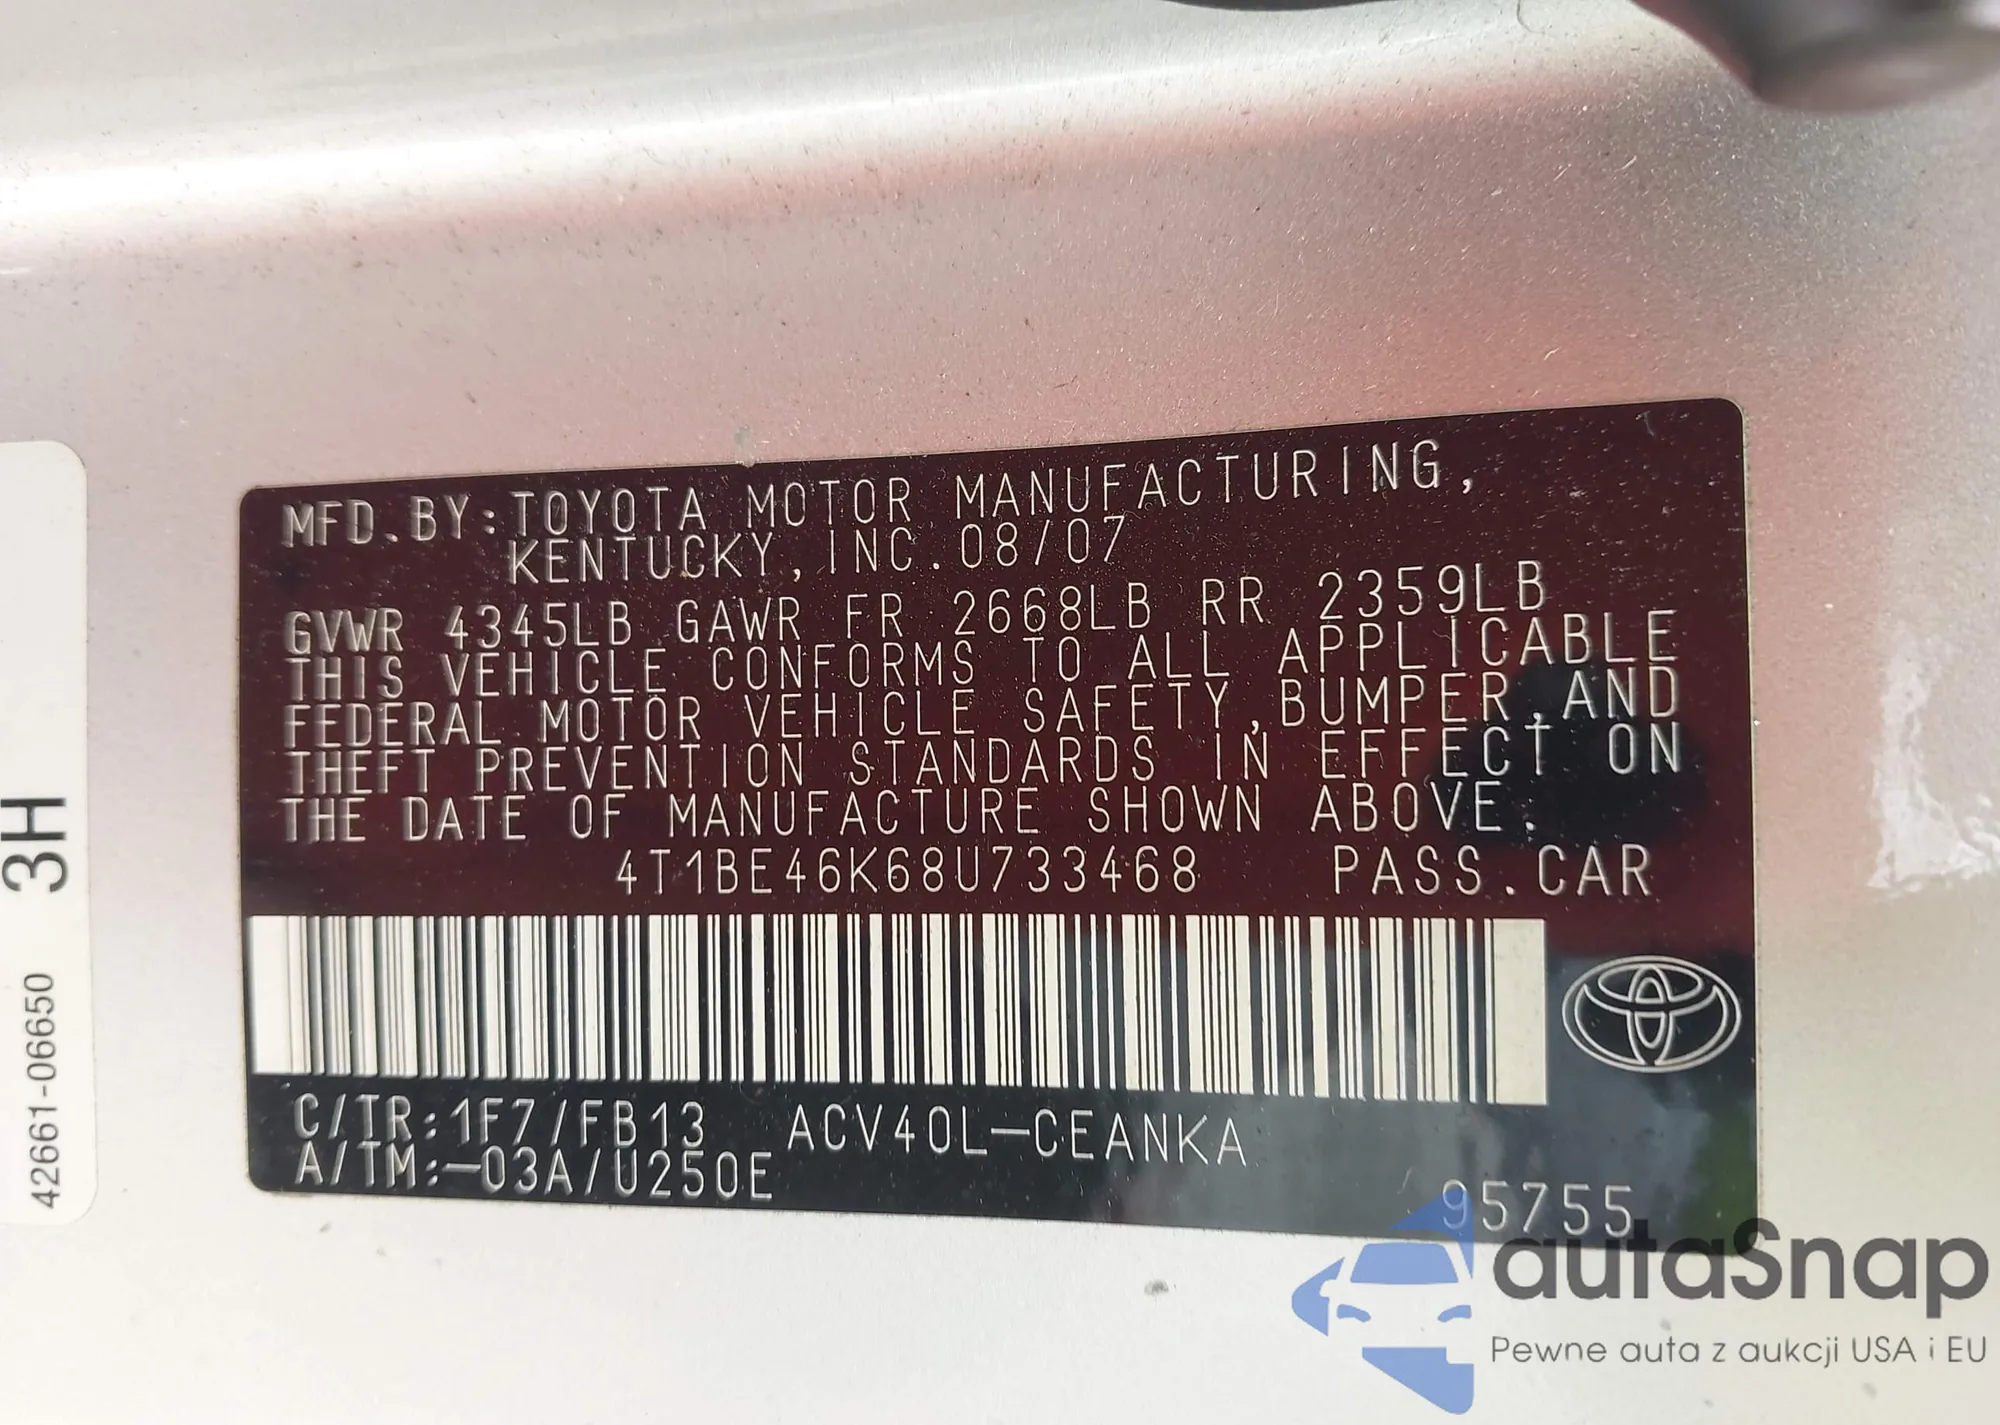 MFD.BY:TOYOTA MOTOR MANUFACTURING,
KENTUCKY,INC.08/07
GVWR 4345LB GAWR FR 2668LB RR 2359LB
THIS VEHICLE CONFORMS TO ALL APPLICABLE
FEDERAL MOTOR VEHICLE SAFETY,BUMPER,AND
THEFT PREVENTION STANDARDS IN EFFECT ON
THE DATE OF MANUFACTURE SHOWN ABOVE.
4T1BE46K68U733468 PASS.CAR
C/TR:1F7/FB13 ACV40L-CEANKA
A/TM:-03A/U250E
95755
42661-06650 3H
autaSnap
Pewne auta z aukcji USA i EU